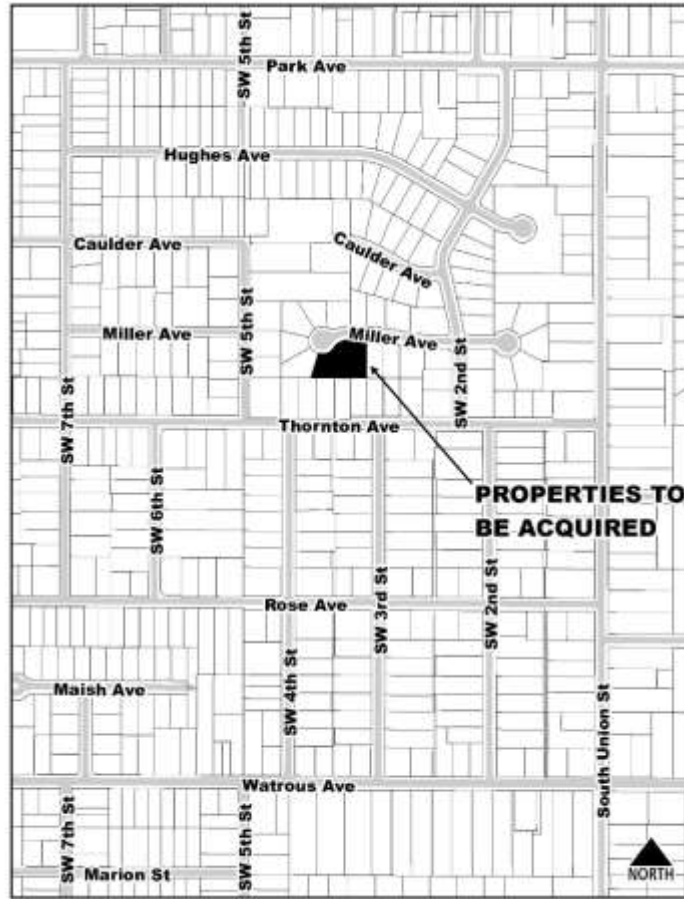 SW 5th St
Park Ave
Hughes Ave
Caulder Ave
Caulder Ave
Miller Ave
SW 5th St
Miller Ave
SW 2nd St
SW 7th St
Thornton Ave
PROPERTIES TO
BE ACQUIRED
SW 6th St
SW 3rd St
SW 2nd St
Rose Ave
SW 4th St
Maish Ave
South Union St
Watrous Ave
SW 7th St
SW 5th St
Marion St
NORTH